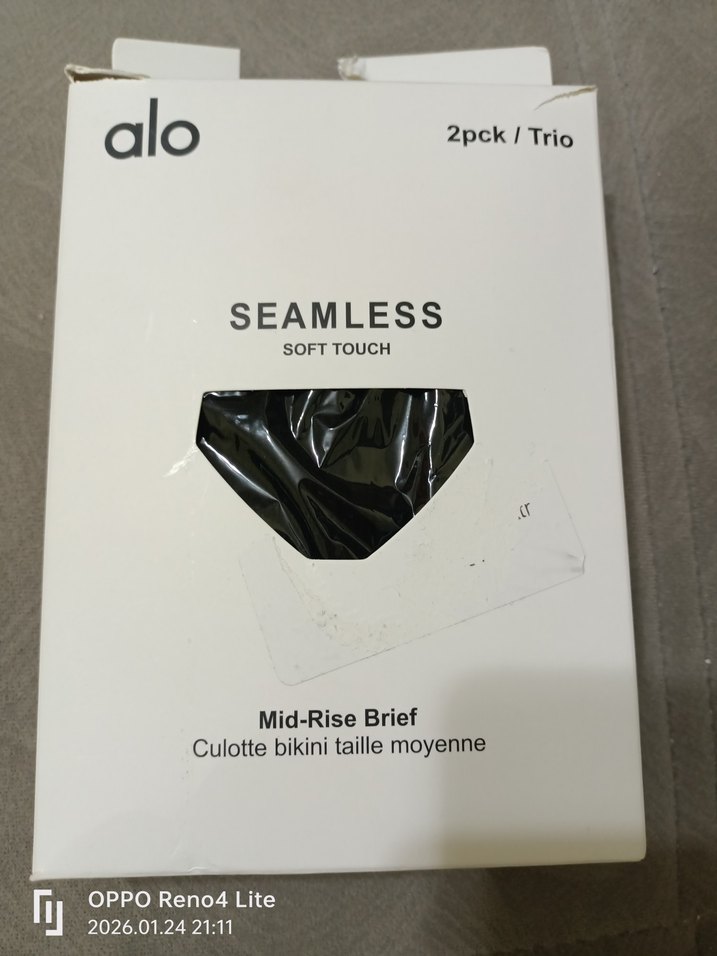 alo
2pck / Trio
SEAMLESS
SOFT TOUCH
Mid-Rise Brief
Culotte bikini taille moyenne
OPPO Reno4 Lite
2026.01.24 21:11